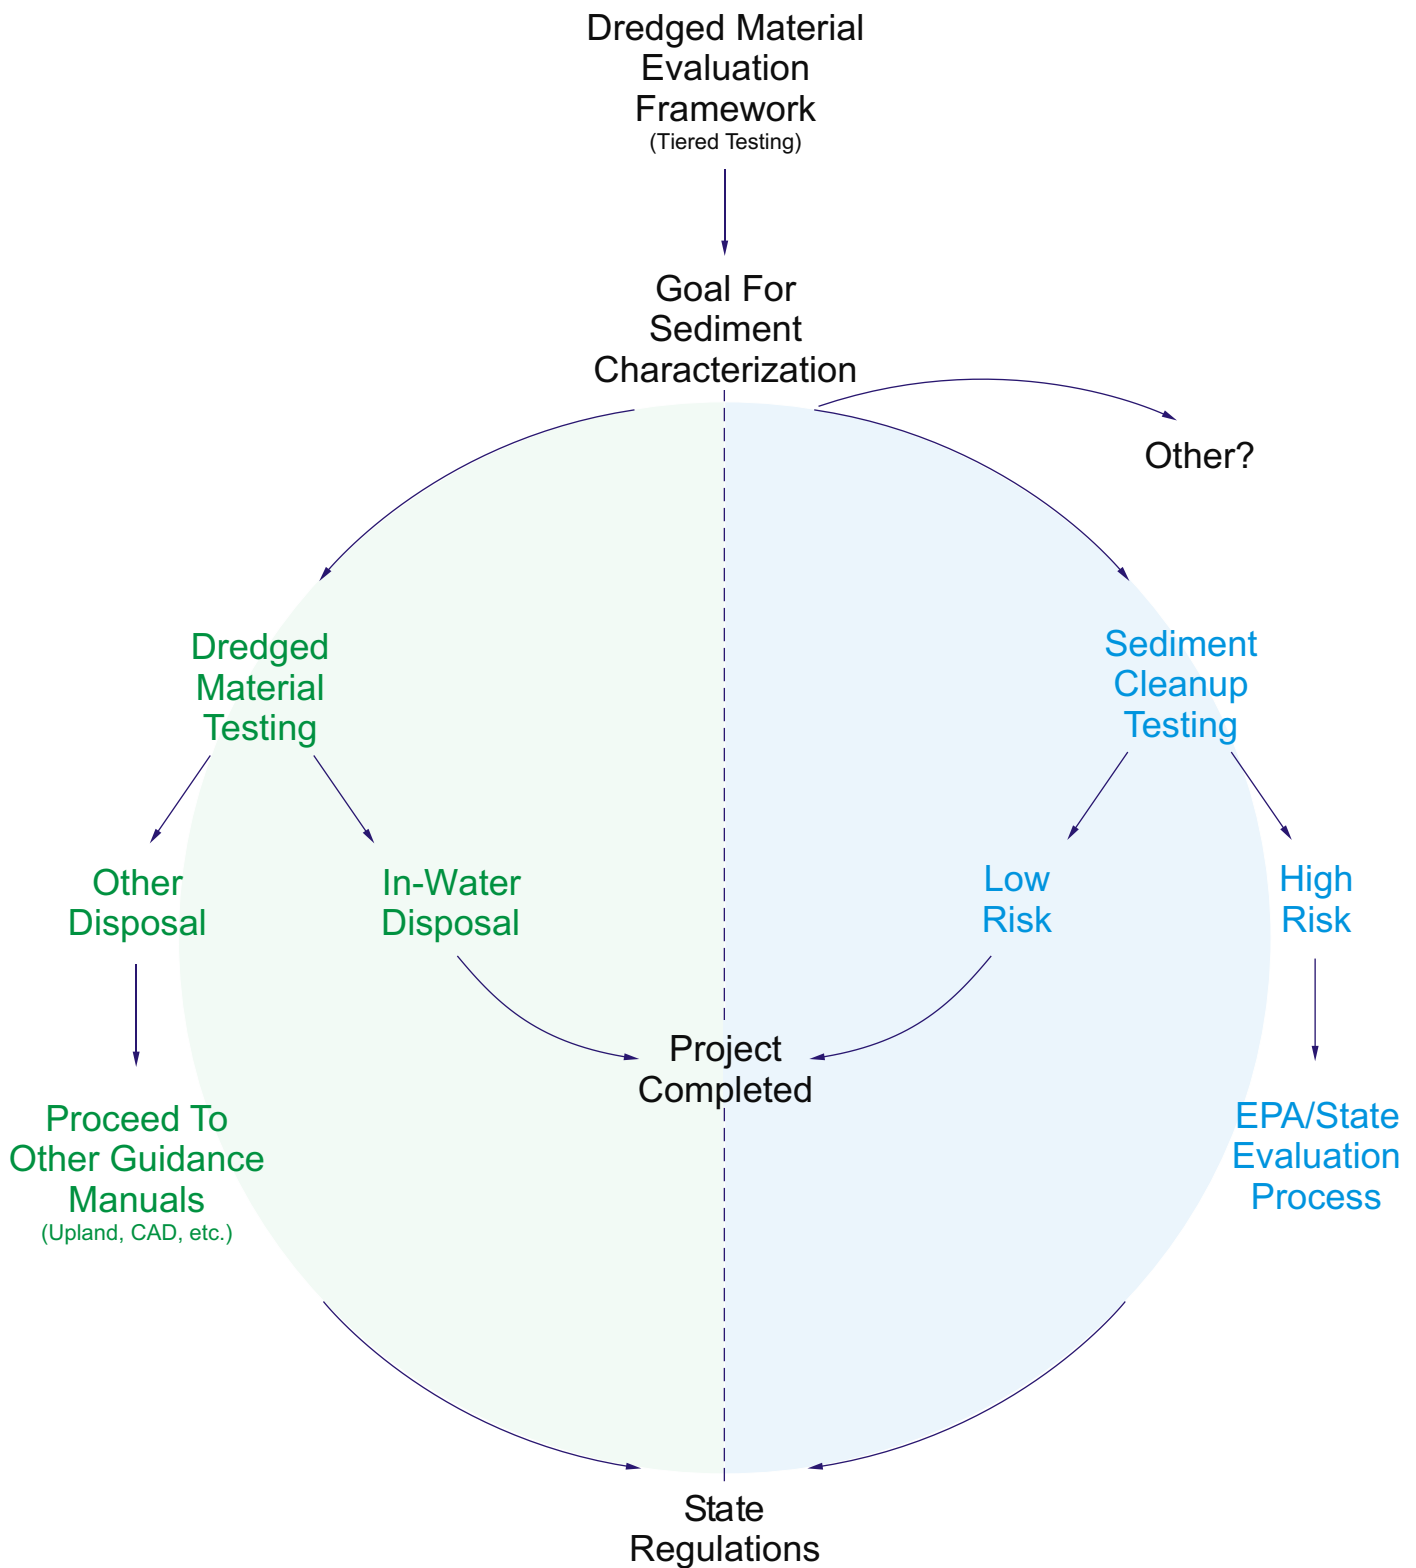 Dredged Material
Evaluation
Framework
(Tiered Testing)
Goal For
Sediment
Characterization
Other?
Dredged
Material
Testing
Sediment
Cleanup
Testing
Other
Disposal
In-Water
Disposal
Low
Risk
High
Risk
Project
Completed
Proceed To
Other Guidance
Manuals
(Upland, CAD, etc.)
EPA/State
Evaluation
Process
State
Regulations